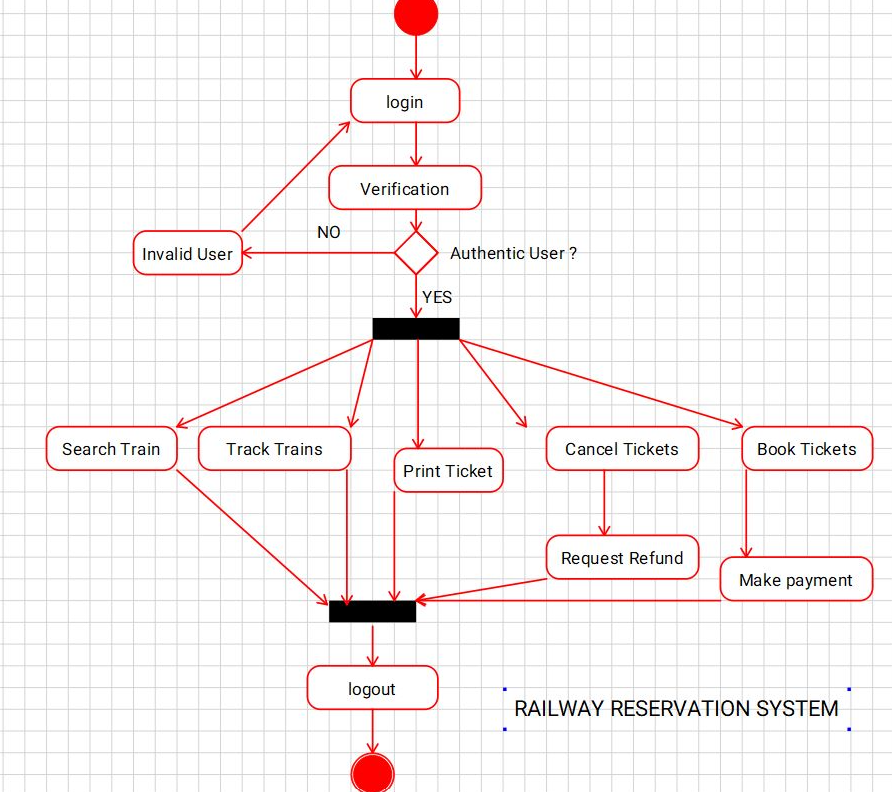 login
Verification
NO
Invalid User
Authentic User ?
YES
Search Train
Track Trains
Print Ticket
Cancel Tickets
Book Tickets
Request Refund
Make payment
logout
RAILWAY RESERVATION SYSTEM